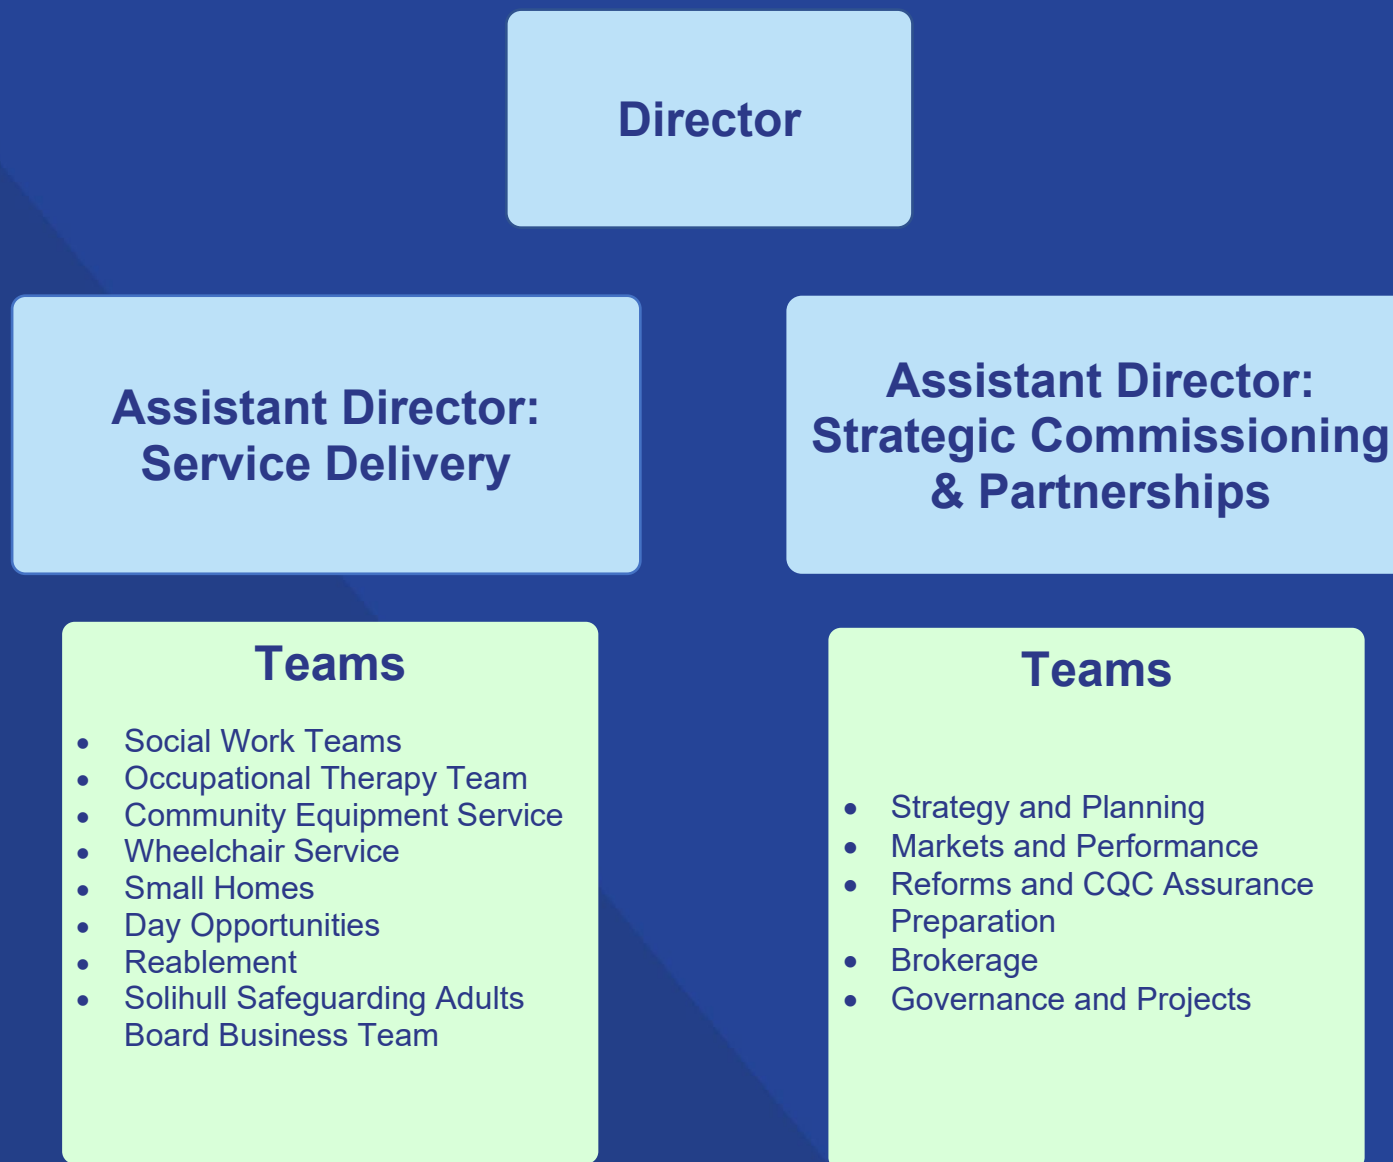 Director
Assistant Director:
Service Delivery
Assistant Director:
Strategic Commissioning
& Partnerships
Teams
• Social Work Teams
• Occupational Therapy Team
• Community Equipment Service
• Wheelchair Service
• Small Homes
• Day Opportunities
• Reablement
• Solihull Safeguarding Adults
Board Business Team
Teams
• Strategy and Planning
• Markets and Performance
• Reforms and CQC Assurance
Preparation
• Brokerage
• Governance and Projects